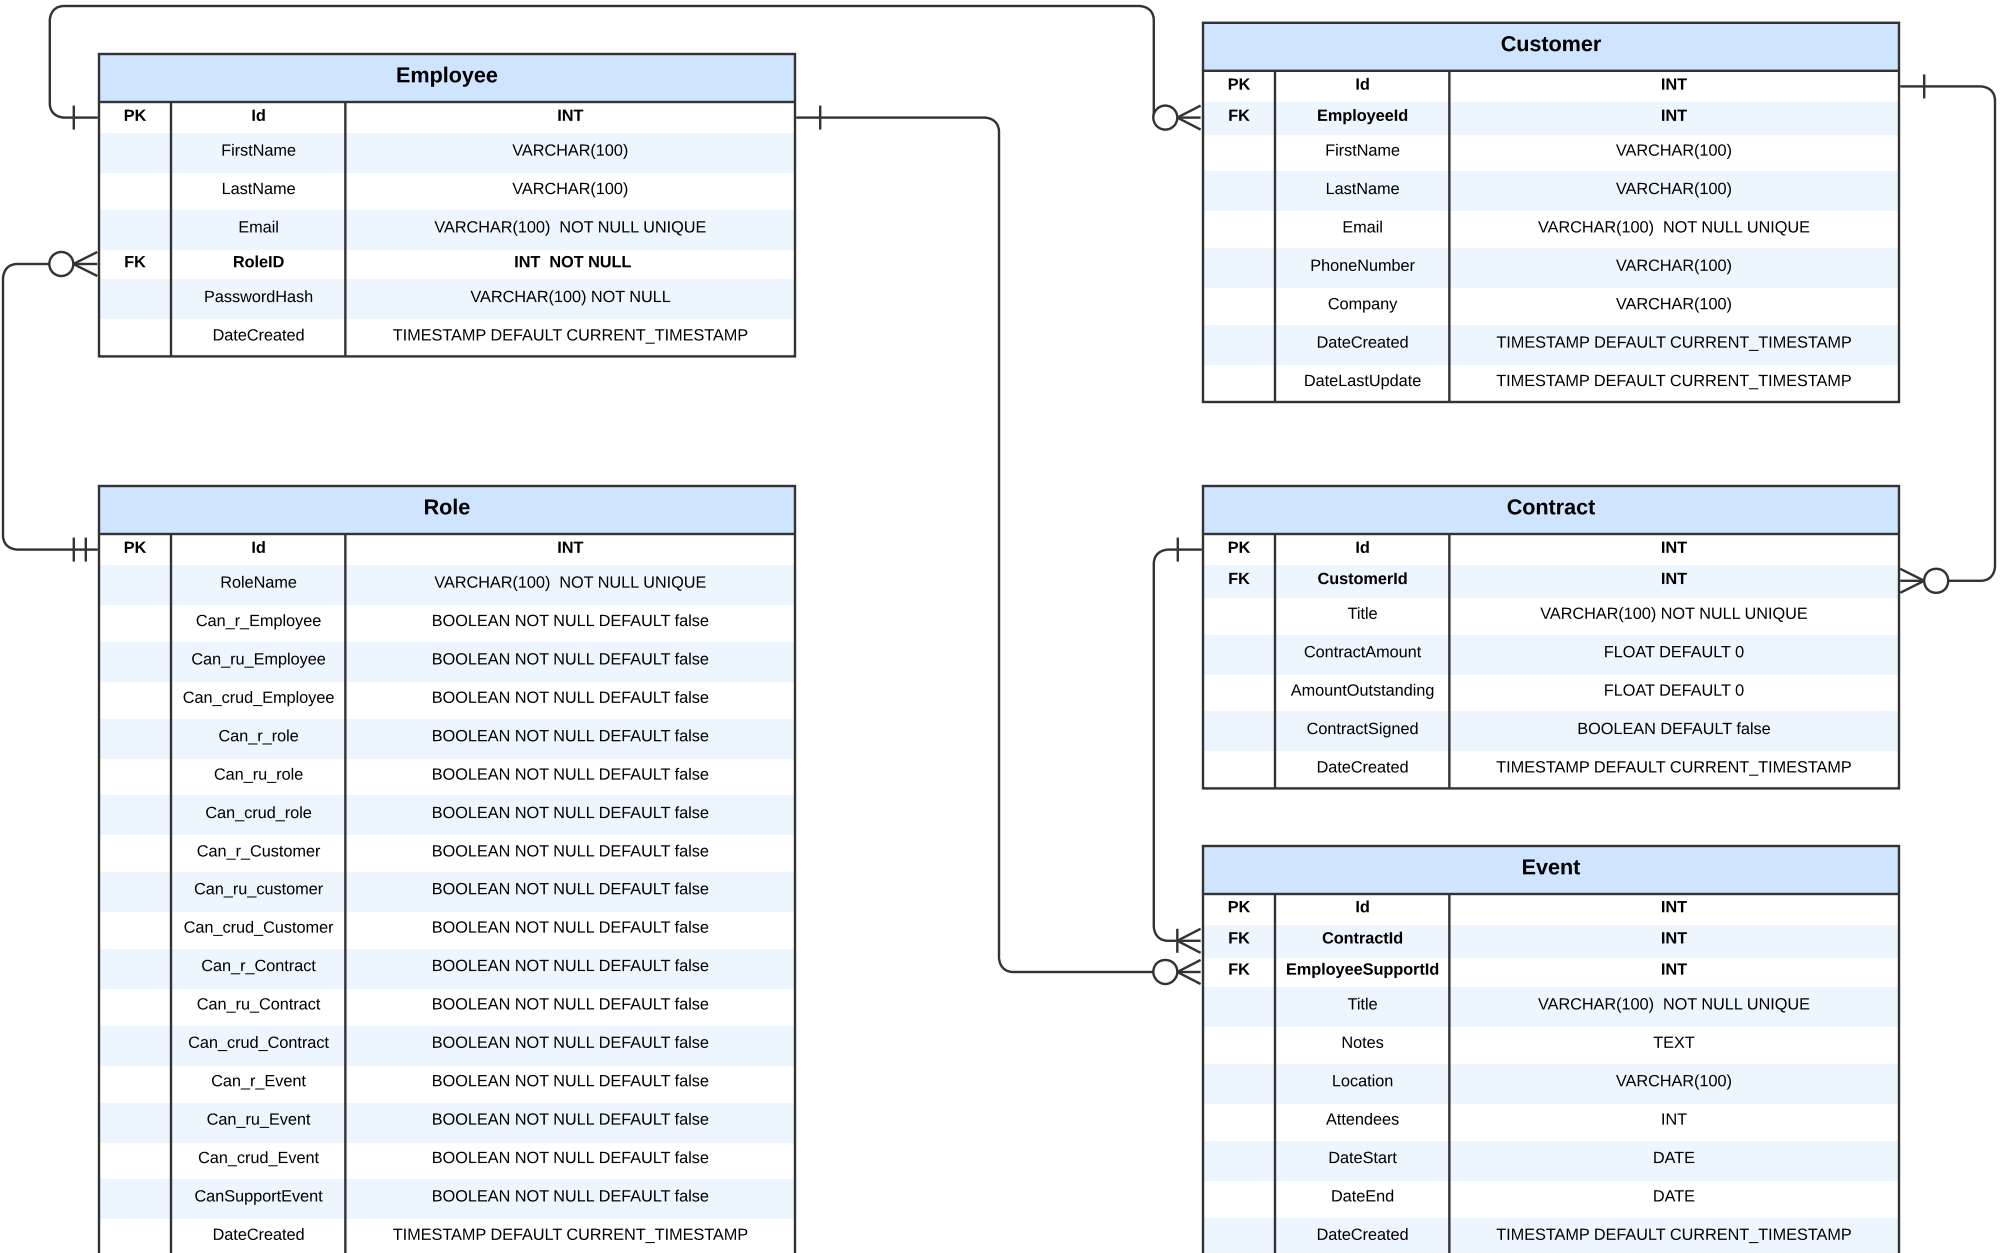 Employee
PK Id INT
FirstName VARCHAR(100)
LastName VARCHAR(100)
Email VARCHAR(100) NOT NULL UNIQUE
FK RoleID INT NOT NULL
PasswordHash VARCHAR(100) NOT NULL
DateCreated TIMESTAMP DEFAULT CURRENT_TIMESTAMP
Customer
PK Id INT
FK EmployeeId INT
FirstName VARCHAR(100)
LastName VARCHAR(100)
Email VARCHAR(100) NOT NULL UNIQUE
PhoneNumber VARCHAR(100)
Company VARCHAR(100)
DateCreated TIMESTAMP DEFAULT CURRENT_TIMESTAMP
DateLastUpdate TIMESTAMP DEFAULT CURRENT_TIMESTAMP
Role
PK Id INT
RoleName VARCHAR(100) NOT NULL UNIQUE
Can_r_Employee BOOLEAN NOT NULL DEFAULT false
Can_ru_Employee BOOLEAN NOT NULL DEFAULT false
Can_crud_Employee BOOLEAN NOT NULL DEFAULT false
Can_r_role BOOLEAN NOT NULL DEFAULT false
Can_ru_role BOOLEAN NOT NULL DEFAULT false
Can_crud_role BOOLEAN NOT NULL DEFAULT false
Can_r_Customer BOOLEAN NOT NULL DEFAULT false
Can_ru_customer BOOLEAN NOT NULL DEFAULT false
Can_crud_Customer BOOLEAN NOT NULL DEFAULT false
Can_r_Contract BOOLEAN NOT NULL DEFAULT false
Can_ru_Contract BOOLEAN NOT NULL DEFAULT false
Can_crud_Contract BOOLEAN NOT NULL DEFAULT false
Can_r_Event BOOLEAN NOT NULL DEFAULT false
Can_ru_Event BOOLEAN NOT NULL DEFAULT false
Can_crud_Event BOOLEAN NOT NULL DEFAULT false
CanSupportEvent BOOLEAN NOT NULL DEFAULT false
DateCreated TIMESTAMP DEFAULT CURRENT_TIMESTAMP
Contract
PK Id INT
FK CustomerId INT
Title VARCHAR(100) NOT NULL UNIQUE
ContractAmount FLOAT DEFAULT 0
AmountOutstanding FLOAT DEFAULT 0
ContractSigned BOOLEAN DEFAULT false
DateCreated TIMESTAMP DEFAULT CURRENT_TIMESTAMP
Event
PK Id INT
FK ContractId INT
FK EmployeeSupportId INT
Title VARCHAR(100) NOT NULL UNIQUE
Notes TEXT
Location VARCHAR(100)
Attendees INT
DateStart DATE
DateEnd DATE
DateCreated TIMESTAMP DEFAULT CURRENT_TIMESTAMP